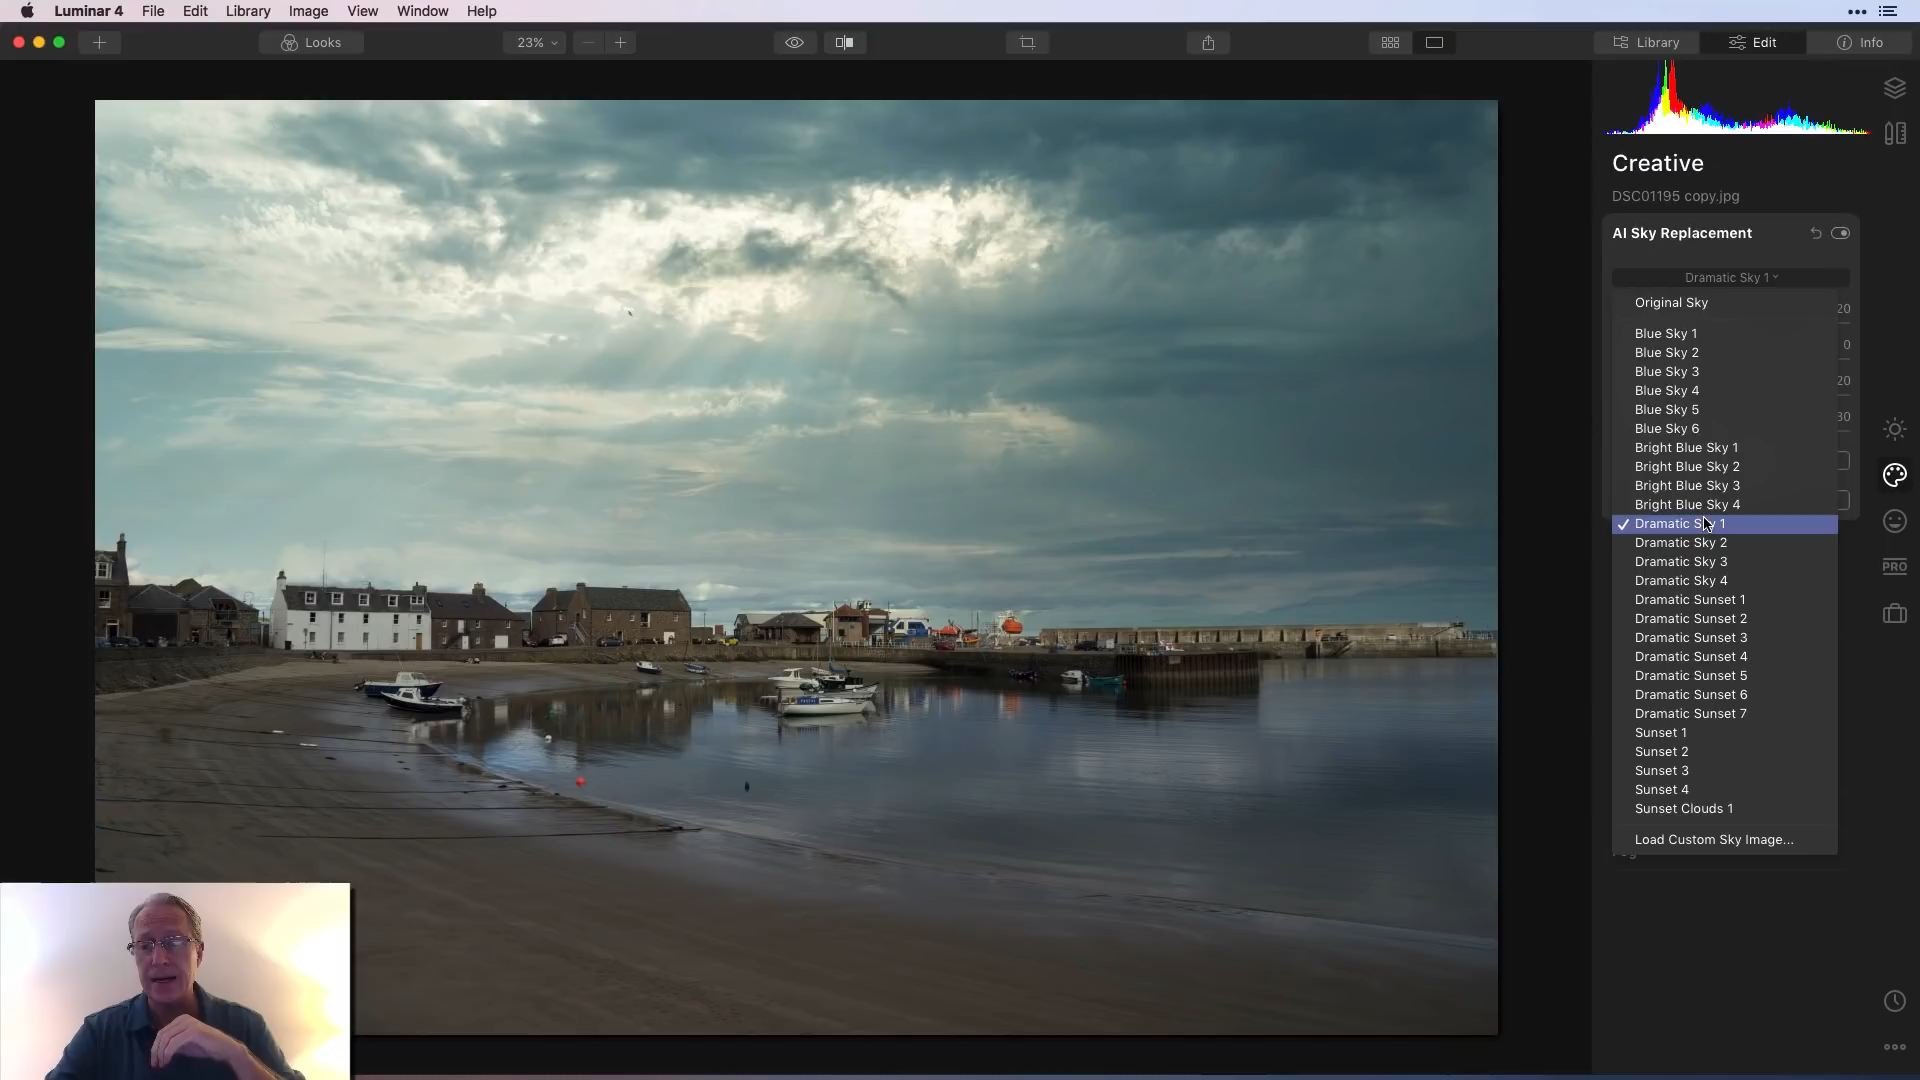 Luminar 4 File Edit Library Image View Window Help
Looks 23% Library Edit Info
Creative
DSC01195 copy.jpg
AI Sky Replacement
Dramatic Sky 1
Original Sky
20
Blue Sky 1
0
Blue Sky 2
Blue Sky 3
20
Blue Sky 4
Blue Sky 5
30
Blue Sky 6
Bright Blue Sky 1
Bright Blue Sky 2
Bright Blue Sky 3
Bright Blue Sky 4
Dramatic Sky 1
Dramatic Sky 2
Dramatic Sky 3
PRO
Dramatic Sky 4
Dramatic Sunset 1
Dramatic Sunset 2
Dramatic Sunset 3
Dramatic Sunset 4
Dramatic Sunset 5
Dramatic Sunset 6
Dramatic Sunset 7
Sunset 1
Sunset 2
Sunset 3
Sunset 4
Sunset Clouds 1
Load Custom Sky Image...